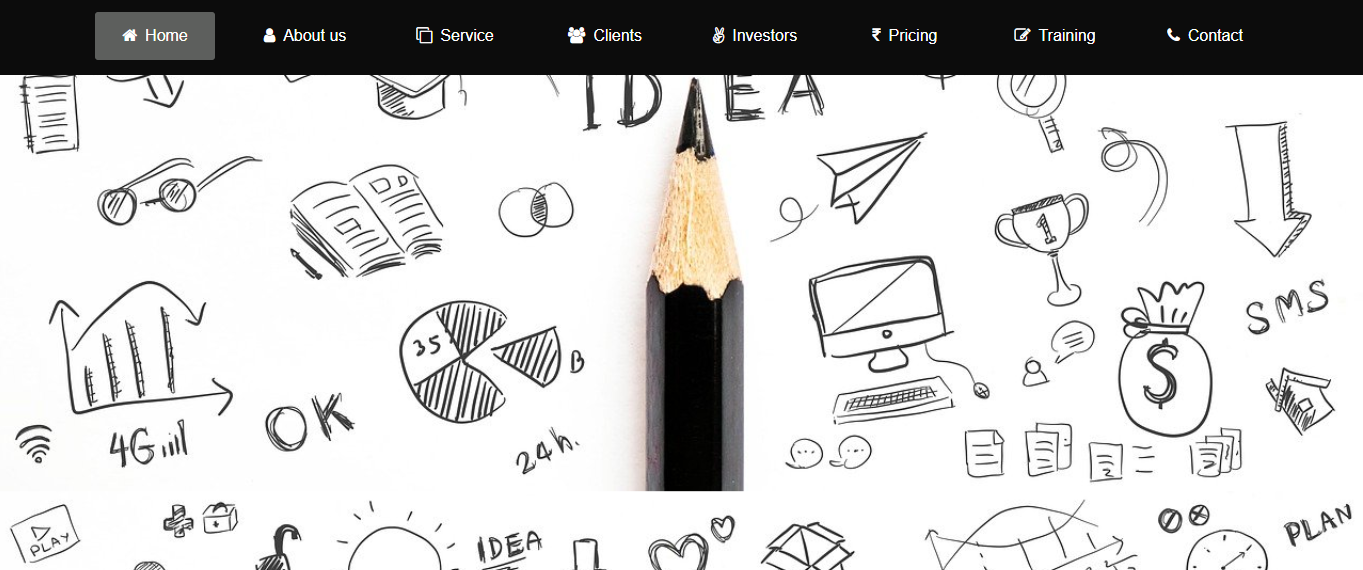 Home About us Service Clients Investors Pricing Training Contact
IDEA
1
SMS
35
B
$
OK
4G
24h.
PLAY
IDEA
PLAN